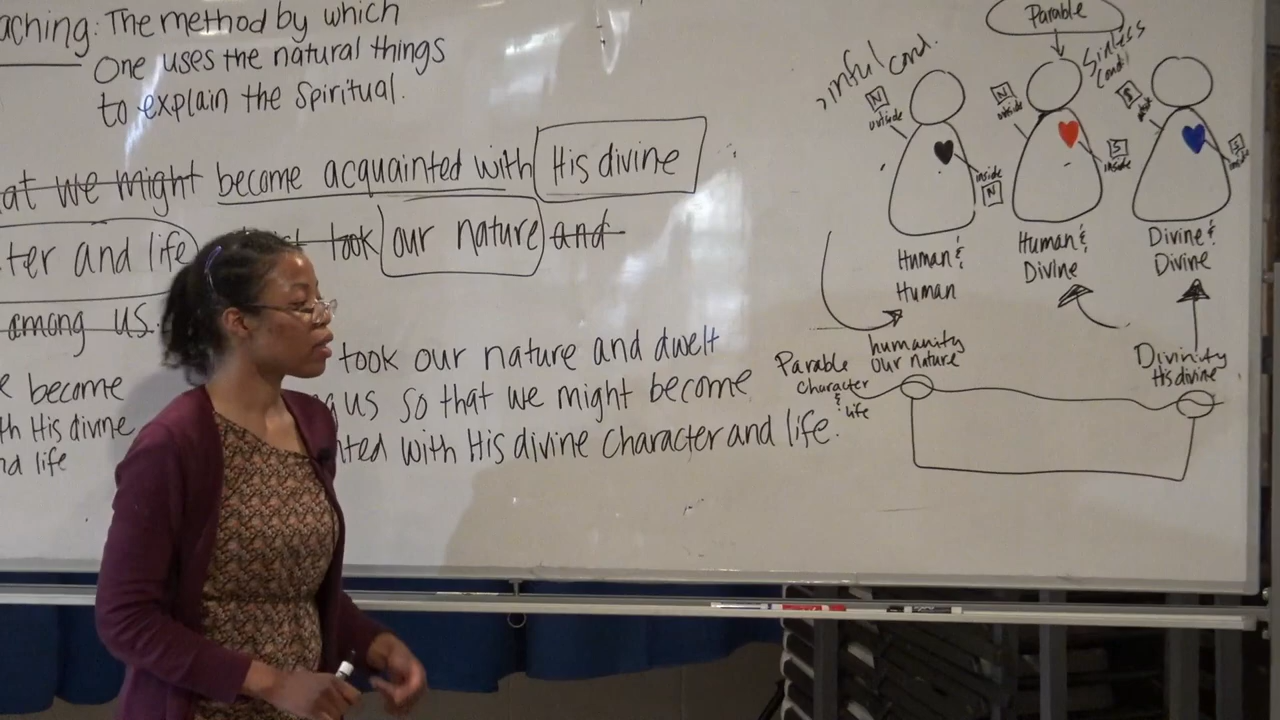 aching: The method by which
One uses the natural things
to explain the spiritual.
at we might become acquainted with His divine
ter and life took our nature and
among us.
become
th His divine
nd life
took our nature and dwelt
us so that we might become
nted with His divine character and life.
Parable
inful cond.
Sinless
Cond.
N
outside
inside
N
N
outside
S
inside
S
S
inside
Human &
Human
Human &
Divine
Divine &
Divine
Parable
character
&
life
humanity
our nature
Divinity
His divine